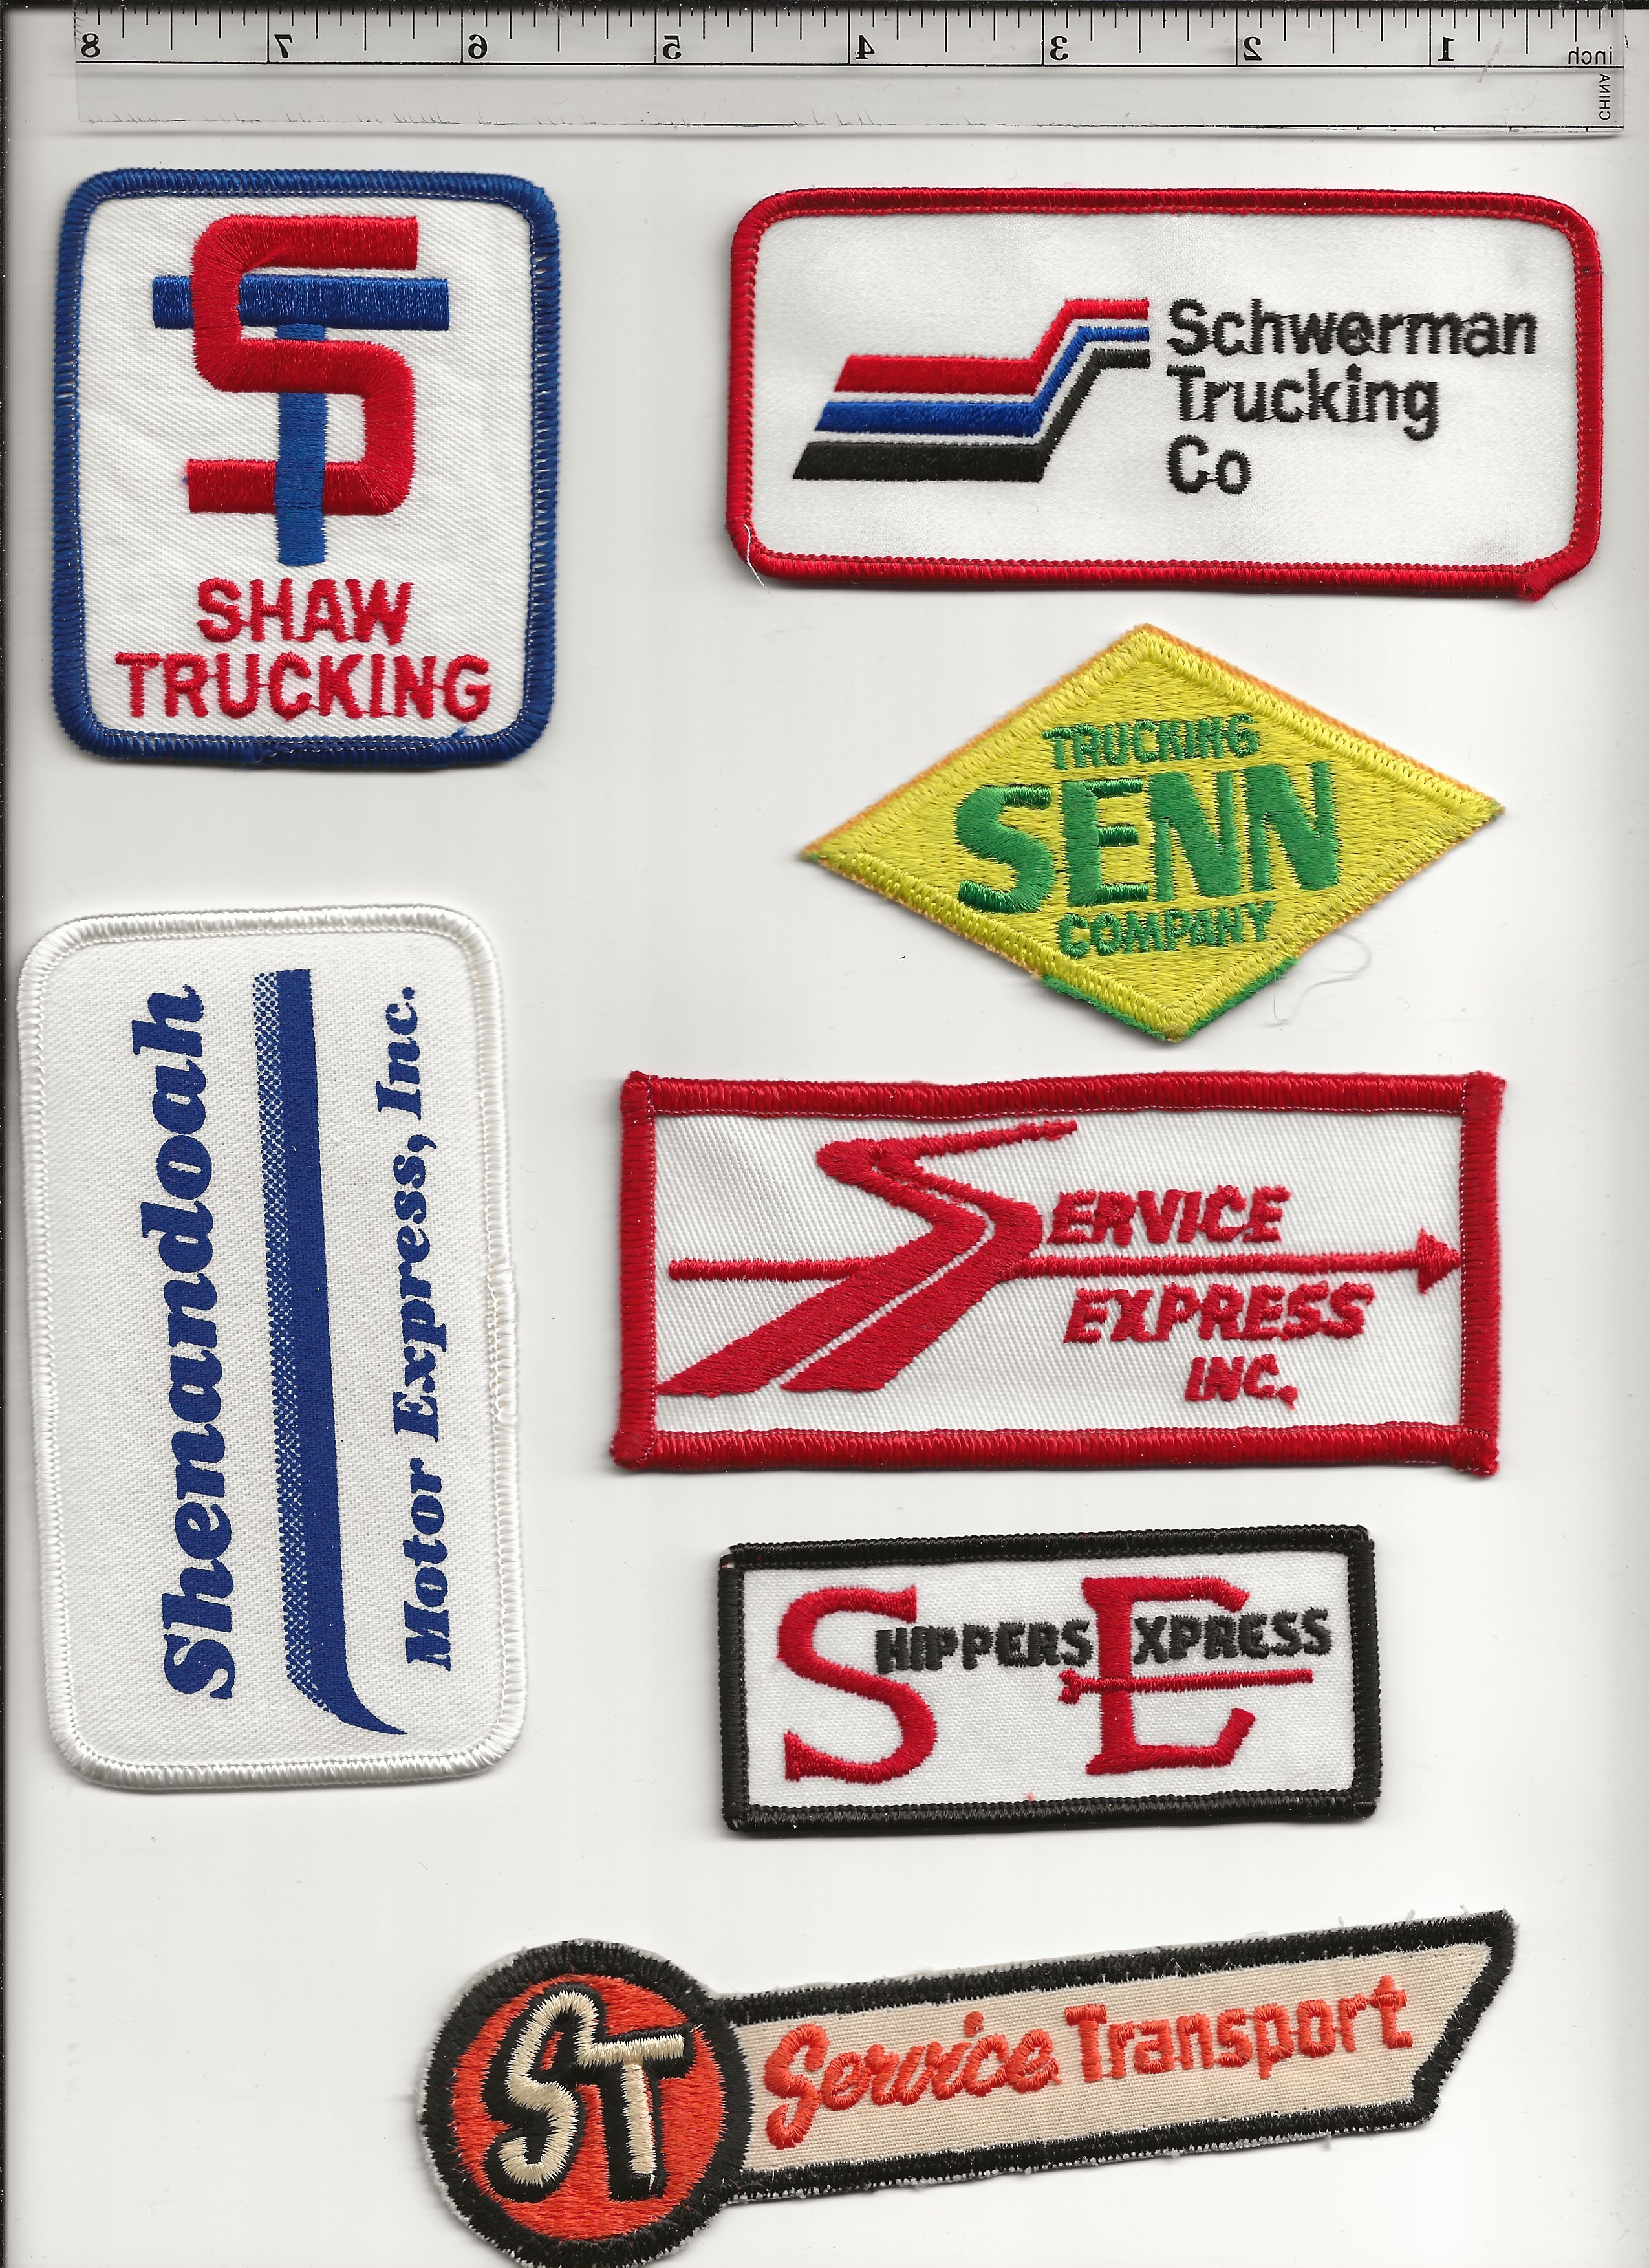 8 7 6 5 4 3 2 1 inch
CHINA
ST
SHAW
TRUCKING
Schwerman
Trucking
Co
TRUCKING
SENN
COMPANY
Shenandoah
Motor Express, Inc.
SERVICE
EXPRESS
INC.
SHIPPERS EXPRESS
ST
Service Transport